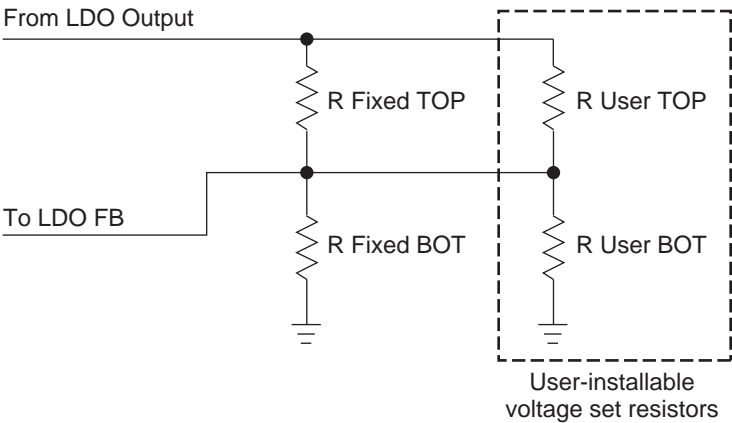 From LDO Output
R Fixed TOP
R User TOP
To LDO FB
R Fixed BOT
R User BOT
User-installable
voltage set resistors